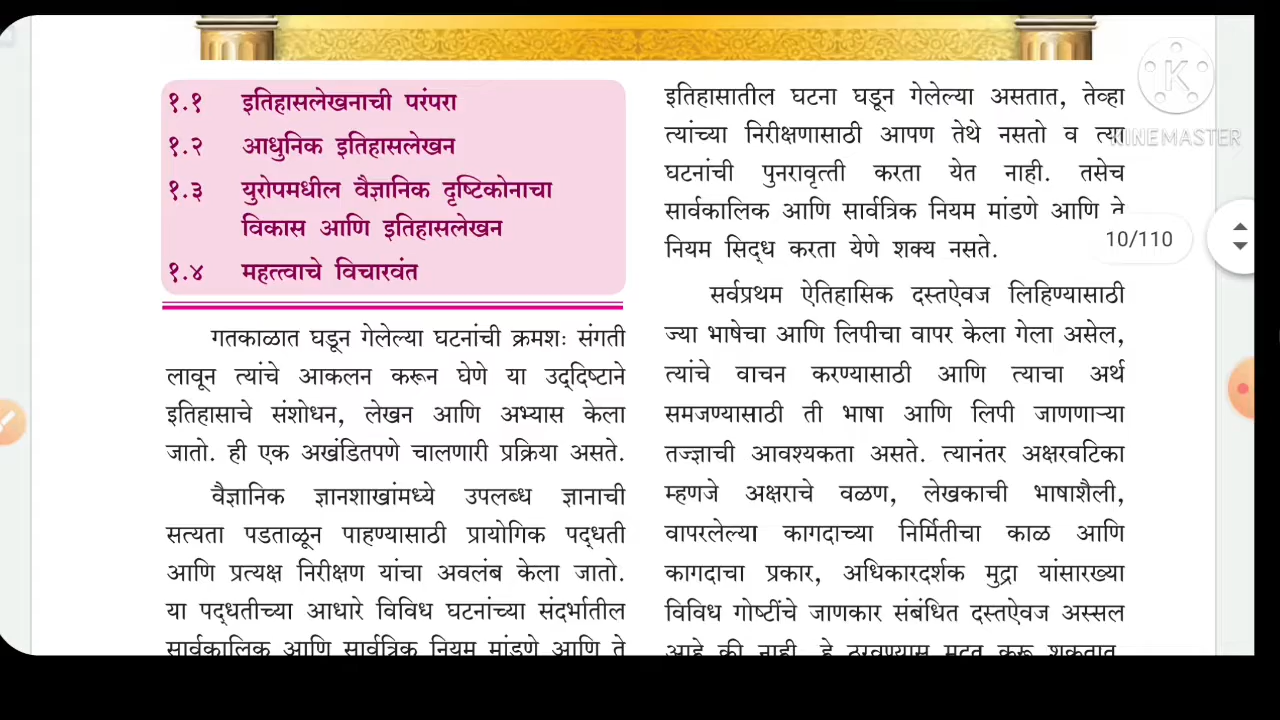 १.१ इतिहासलेखनाची परंपरा
१.२ आधुनिक इतिहासलेखन
१.३ युरोपमधील वैज्ञानिक दृष्टिकोनाचा
विकास आणि इतिहासलेखन
१.४ महत्त्वाचे विचारवंत
गतकाळात घडून गेलेल्या घटनांची क्रमशः संगती
लावून त्यांचे आकलन करून घेणे या उद्‌दिष्टाने
इतिहासाचे संशोधन, लेखन आणि अभ्यास केला
जातो. ही एक अखंडितपणे चालणारी प्रक्रिया असते.
वैज्ञानिक ज्ञानशाखांमध्ये उपलब्ध ज्ञानाची
सत्यता पडताळून पाहण्यासाठी प्रायोगिक पद्धती
आणि प्रत्यक्ष निरीक्षण यांचा अवलंब केला जातो.
या पद्धतीच्या आधारे विविध घटनांच्या संदर्भातील
सार्वकालिक आणि सार्वत्रिक नियम मांडणे आणि ते
इतिहासातील घटना घडून गेलेल्या असतात, तेव्हा
त्यांच्या निरीक्षणासाठी आपण तेथे नसतो व त्या
घटनांची पुनरावृत्ती करता येत नाही. तसेच
सार्वकालिक आणि सार्वत्रिक नियम मांडणे आणि ते
नियम सिद्ध करता येणे शक्य नसते.
सर्वप्रथम ऐतिहासिक दस्तऐवज लिहिण्यासाठी
ज्या भाषेचा आणि लिपीचा वापर केला गेला असेल,
त्यांचे वाचन करण्यासाठी आणि त्याचा अर्थ
समजण्यासाठी ती भाषा आणि लिपी जाणणाऱ्या
तज्ज्ञाची आवश्यकता असते. त्यानंतर अक्षरवटिका
म्हणजे अक्षराचे वळण, लेखकाची भाषाशैली,
वापरलेल्या कागदाच्या निर्मितीचा काळ आणि
कागदाचा प्रकार, अधिकारदर्शक मुद्रा यांसारख्या
विविध गोष्टींचे जाणकार संबंधित दस्तऐवज अस्सल
आहे की नाही, हे ठरवण्यास मदत करू शकतात.
K
KINEMASTER
10/110